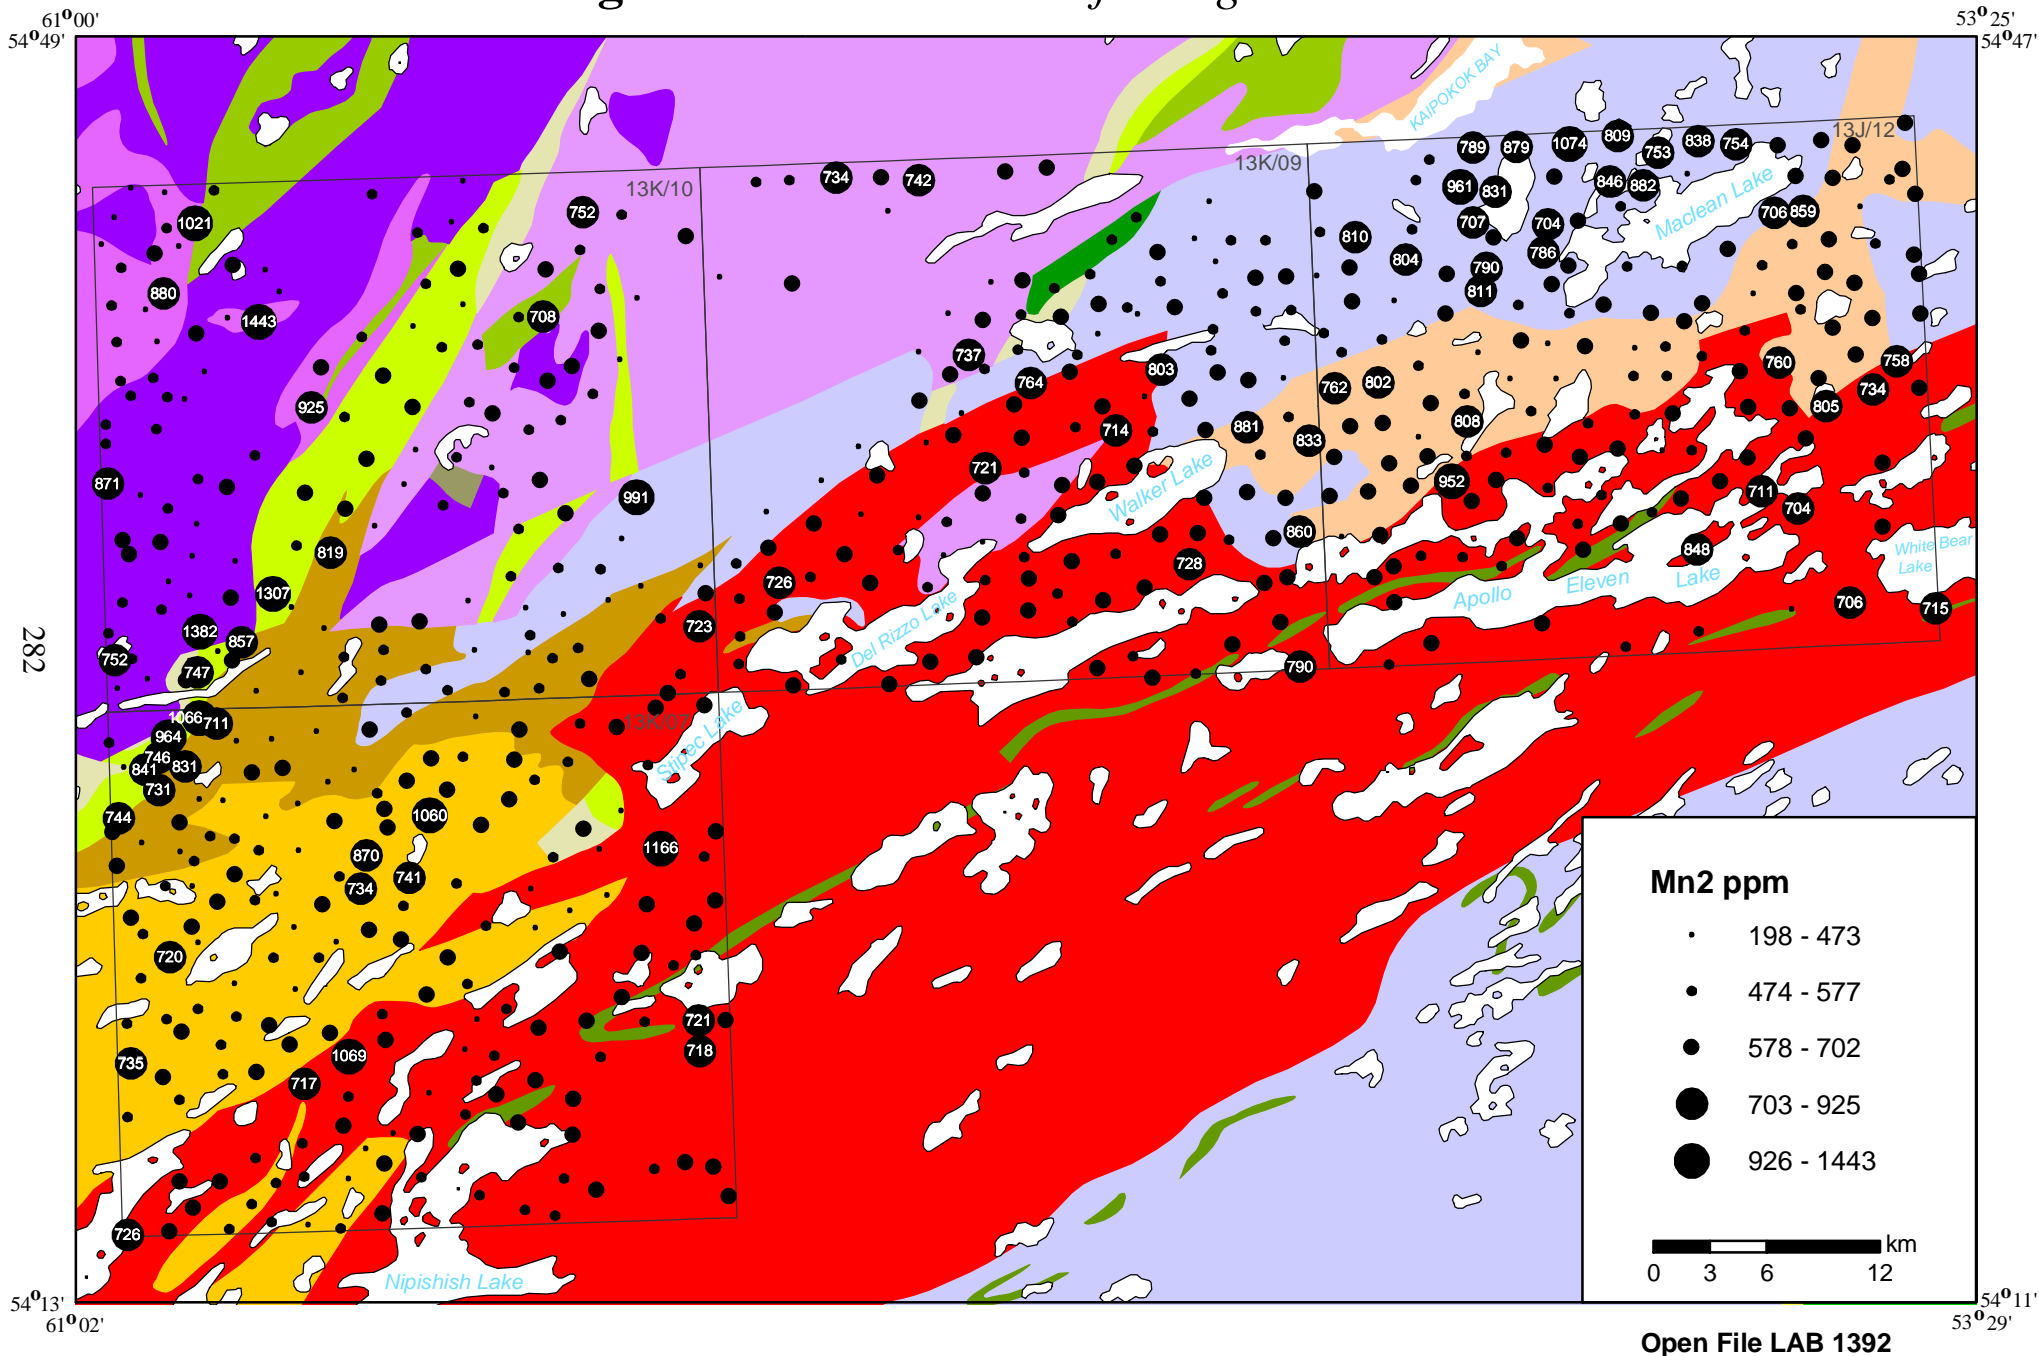 61°00'
53°25'
54°49'
54°47'
KAIPOKOK BAY
13J/12
13K/09
13K/10
789 879 1074 809 753 838 754
734 742
961 831 846 882
Maclean Lake
752
1021
707 704 706 859
810
786
804
790
880
811
1443
708
737
760 758
764 803
762 802
734
925
805
714
881
808
833
721
Walker Lake
871
952
991
711
704
860
819
848
White Bear
Lake
728
726
Apollo Eleven Lake
1307
706
715
Del Rizzo Lake
723
282
1382
857
752
747
790
1066
711
13K/07
Stipec Lake
964
746
841
831
731
744
1060
1166
870
734
741
720
721
718
735
1069
717
726
Nipishish Lake
Mn2 ppm
198 - 473
474 - 577
578 - 702
703 - 925
926 - 1443
km
0 3 6 12
54°13'
54°11'
61°02'
53°29'
Open File LAB 1392